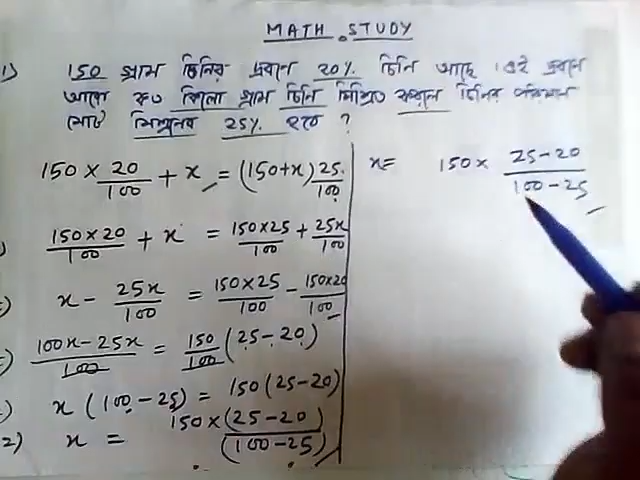 MATH STUDY
1) 150 গ্রাম চিনির দ্রবনে 20% চিনি আছে। এই দ্রবনে
আরো কত কিলো গ্রাম চিনি মিশ্রিত করলে চিনির পরিমান
মোট মিশ্রনের 25% হবে ?
150 × 20/100 + x = (150+x) 25/100
150×20/100 + x = 150×25/100 + 25x/100
x - 25x/100 = 150×25/100 - 150×20/100
100x-25x/100 = 150/100 (25-20)
x (100-25) = 150 (25-20)
x = 150×(25-20)/(100-25)
x= 150× 25-20/100-25